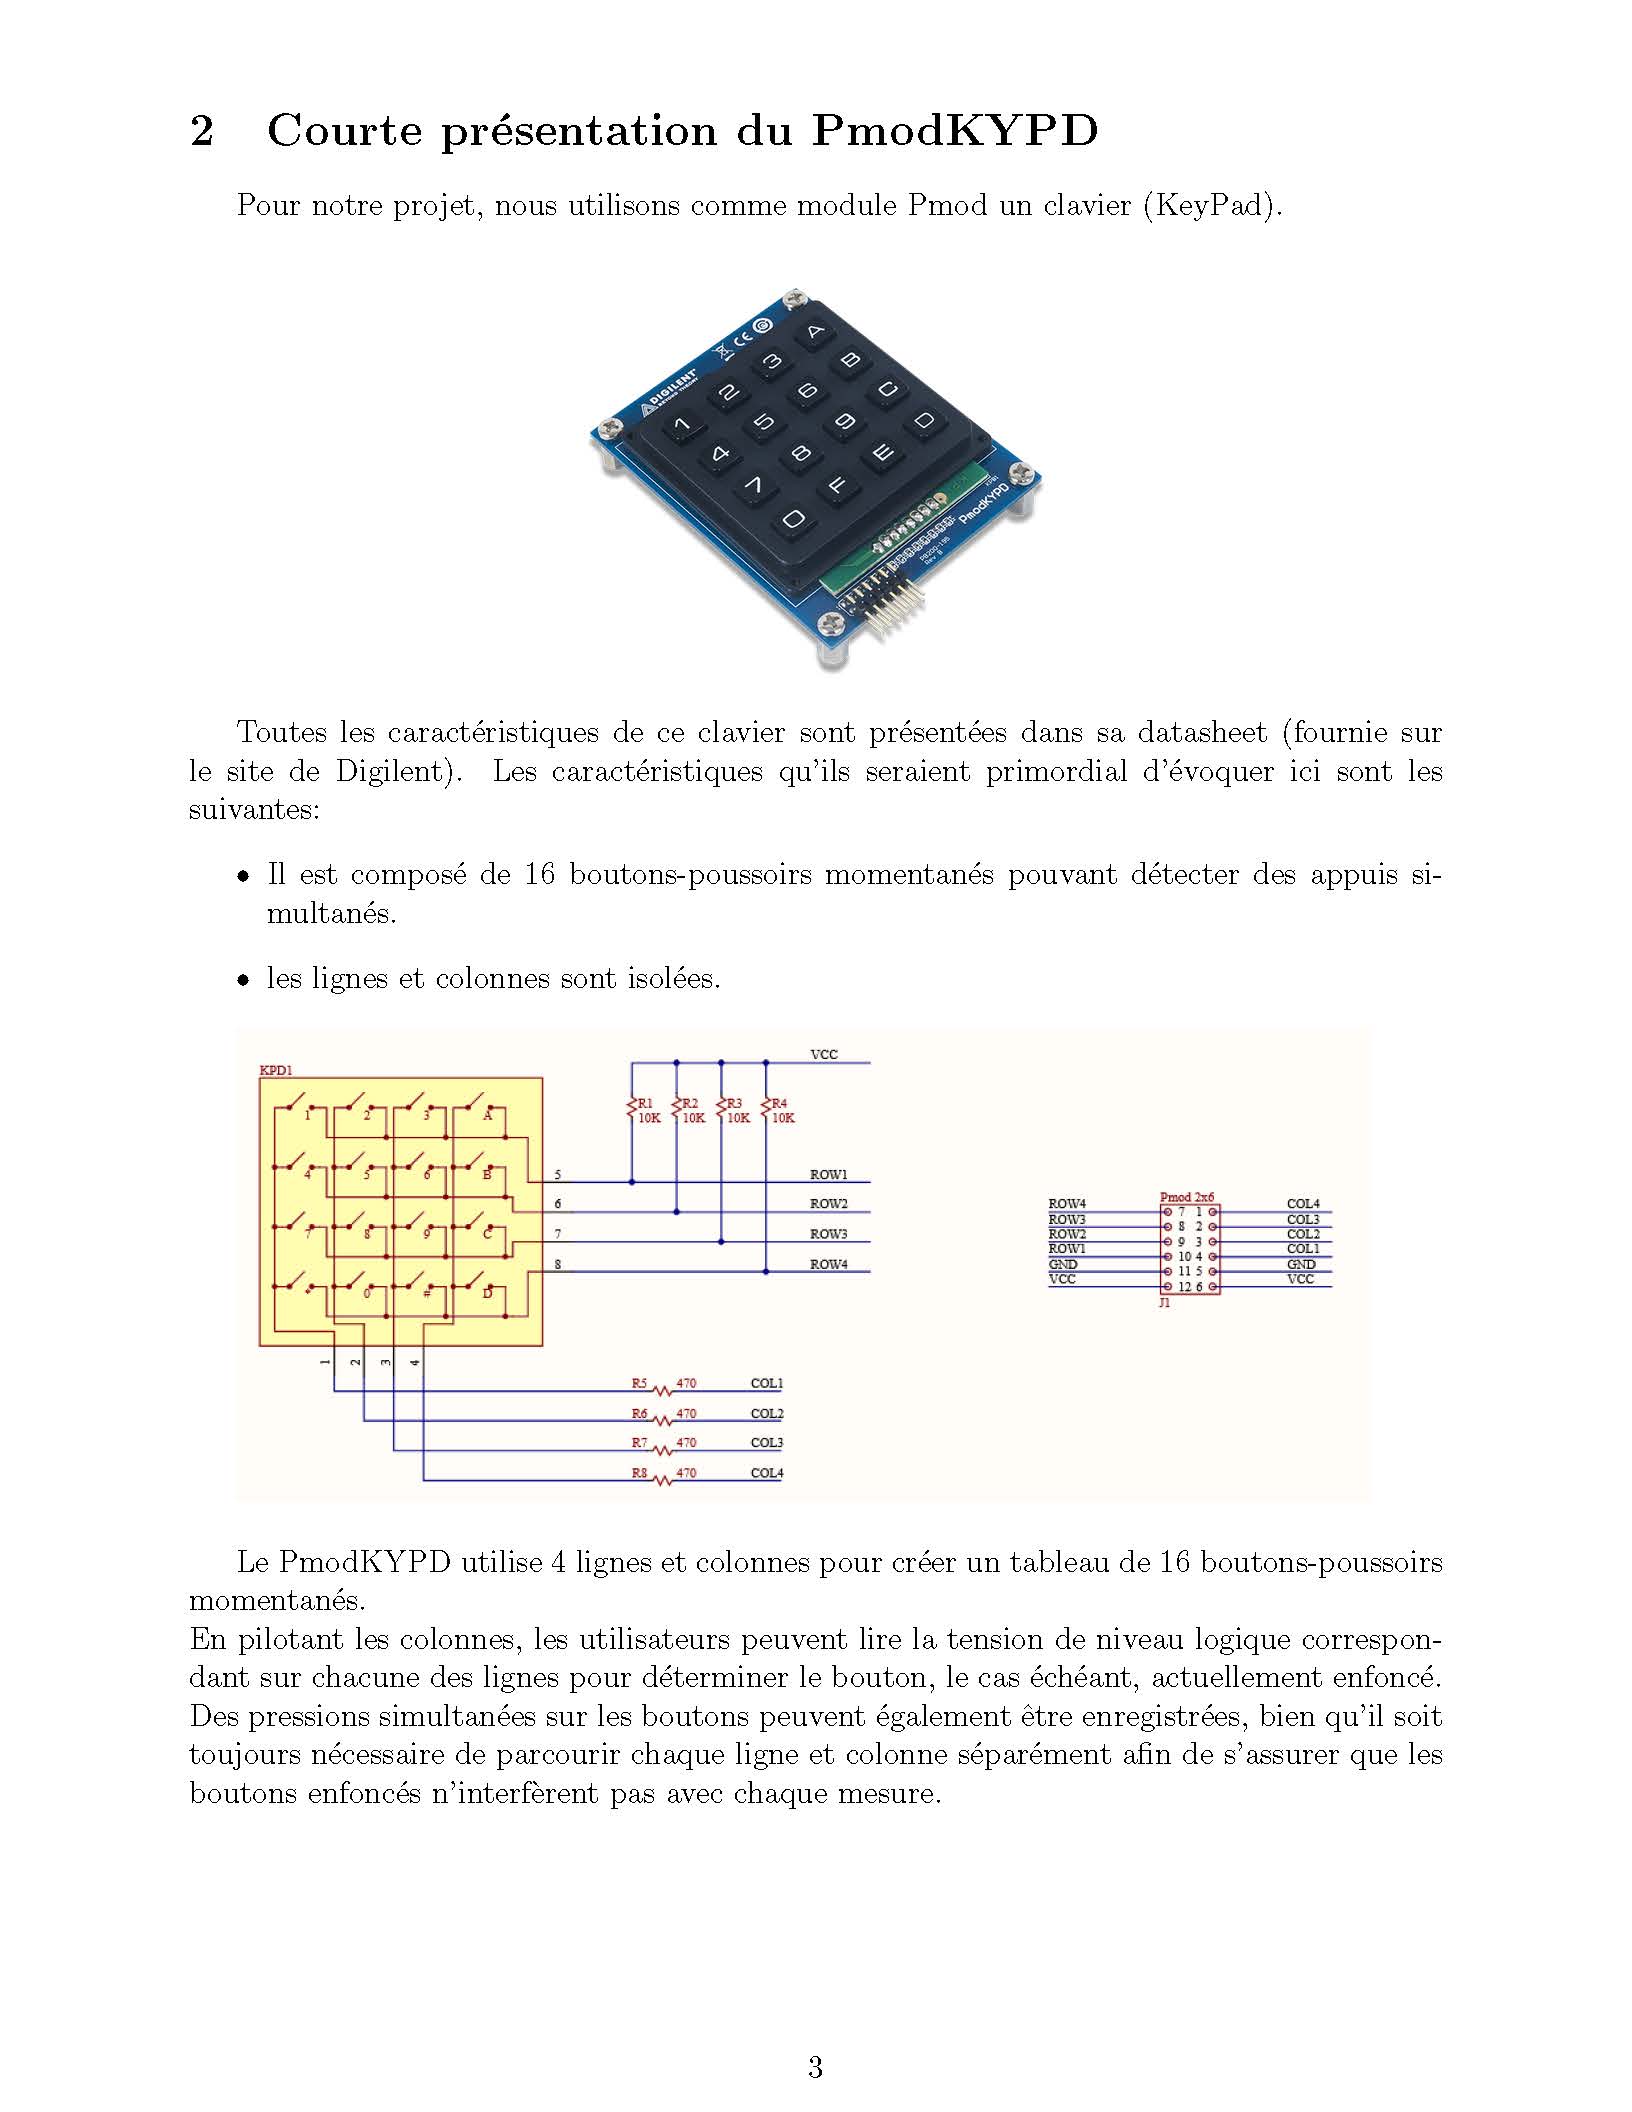 2 Courte présentation du PmodKYPD
Pour notre projet, nous utilisons comme module Pmod un clavier (KeyPad).
DIGILENT
BEYOND THEORY
CE
1 2 3 A
4 5 6 B
7 8 9 C
0 F E D
PmodKYPD
Rev B
Toutes les caractéristiques de ce clavier sont présentées dans sa datasheet (fournie sur
le site de Digilent). Les caractéristiques qu'ils seraient primordial d'évoquer ici sont les
suivantes:
• Il est composé de 16 boutons-poussoirs momentanés pouvant détecter des appuis si-
multanés.
• les lignes et colonnes sont isolées.
KPD1
1 2 3 A
4 5 6 B
7 8 9 C
* 0 # D
5
6
7
8
1 2 3 4
VCC
R1 R2 R3 R4
10K 10K 10K 10K
ROW1
ROW2
ROW3
ROW4
R5 470 COL1
R6 470 COL2
R7 470 COL3
R8 470 COL4
Pmod 2x6
ROW4 7 1 COL4
ROW3 8 2 COL3
ROW2 9 3 COL2
ROW1 10 4 COL1
GND 11 5 GND
VCC 12 6 VCC
J1
Le PmodKYPD utilise 4 lignes et colonnes pour créer un tableau de 16 boutons-poussoirs
momentanés.
En pilotant les colonnes, les utilisateurs peuvent lire la tension de niveau logique correspon-
dant sur chacune des lignes pour déterminer le bouton, le cas échéant, actuellement enfoncé.
Des pressions simultanées sur les boutons peuvent également être enregistrées, bien qu'il soit
toujours nécessaire de parcourir chaque ligne et colonne séparément afin de s'assurer que les
boutons enfoncés n'interfèrent pas avec chaque mesure.
3